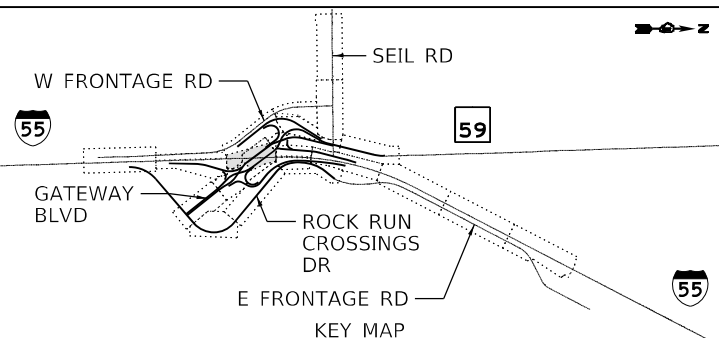 SEIL RD
Z
W FRONTAGE RD
55
59
GATEWAY
BLVD
ROCK RUN
CROSSINGS
DR
E FRONTAGE RD
55
KEY MAP